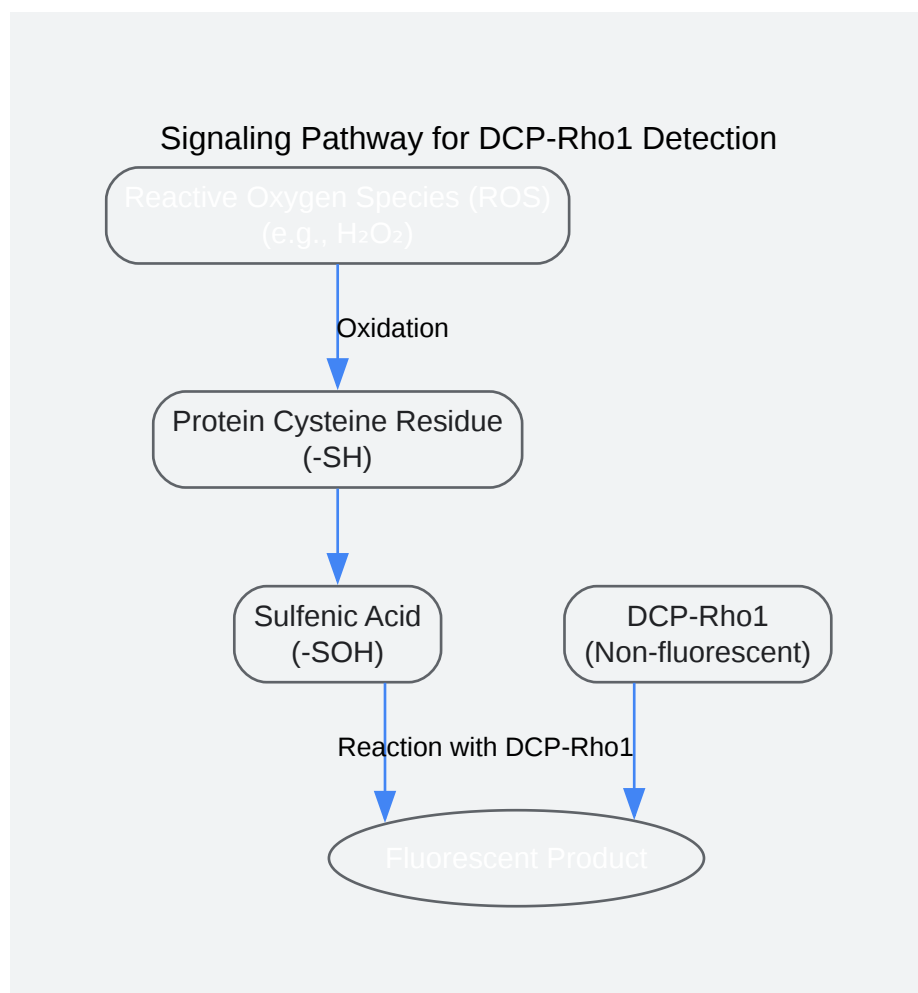 Signaling Pathway for DCP-Rho1 Detection
Reactive Oxygen Species (ROS)
(e.g., H₂O₂)
Oxidation
Protein Cysteine Residue
(-SH)
Sulfenic Acid
(-SOH)
DCP-Rho1
(Non-fluorescent)
Reaction with DCP-Rho1
Fluorescent Product